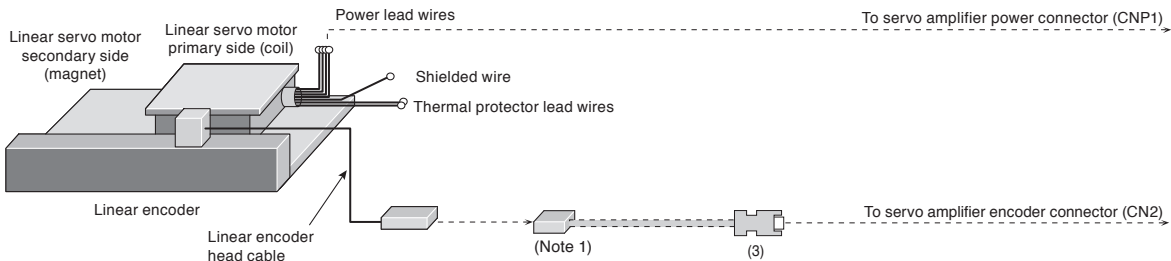 Power lead wires
To servo amplifier power connector (CNP1)
Linear servo motor
secondary side
(magnet)
Linear servo motor
primary side (coil)
Shielded wire
Thermal protector lead wires
Linear encoder
Linear encoder
head cable
(Note 1)
(3)
To servo amplifier encoder connector (CN2)